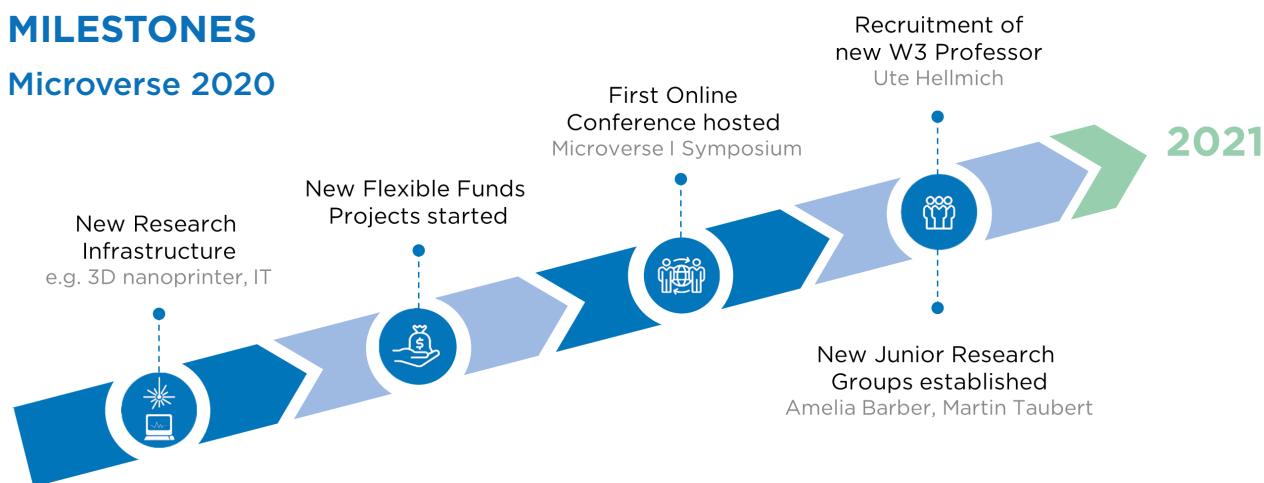 MILESTONES
Microverse 2020
New Research
Infrastructure
e.g. 3D nanoprinter, IT
New Flexible Funds
Projects started
$
First Online
Conference hosted
Microverse I Symposium
Recruitment of
new W3 Professor
Ute Hellmich
New Junior Research
Groups established
Amelia Barber, Martin Taubert
2021